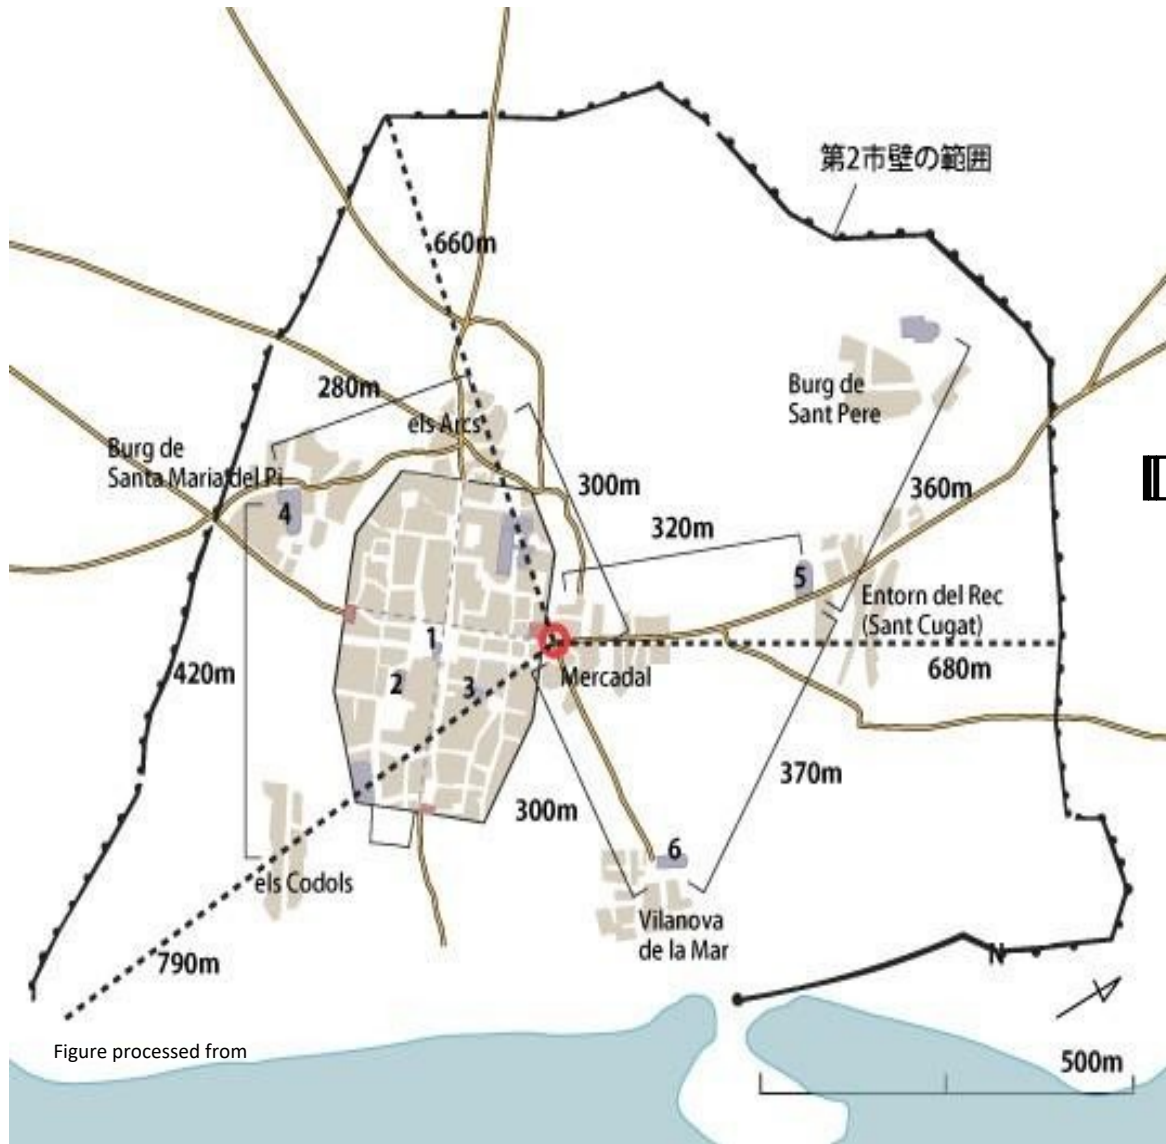 第2市壁の範囲
660m
280m
els Arcs
Burg de
Santa Maria del Pi
Burg de
Sant Pere
300m
360m
320m
4
5
Entorn del Rec
(Sant Cugat)
1
420m
2
3
Mercadal
680m
370m
300m
6
els Codols
Vilanova
de la Mar
790m
N
Figure processed from
500m